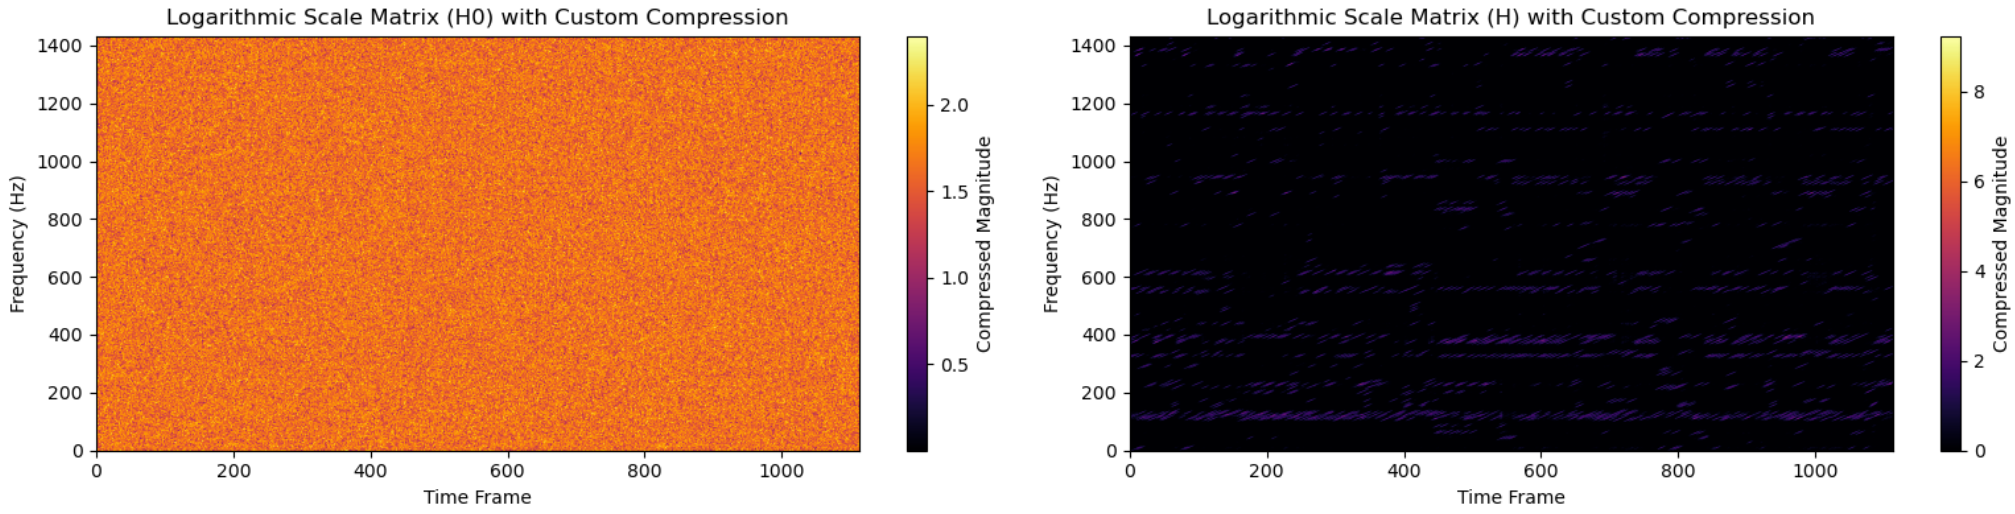 Logarithmic Scale Matrix (H0) with Custom Compression
1400
1200
1000
800
600
400
200
0
Frequency (Hz)
0 200 400 600 800 1000
Time Frame
2.0
1.5
1.0
0.5
Compressed Magnitude
Logarithmic Scale Matrix (H) with Custom Compression
1400
1200
1000
800
600
400
200
0
Frequency (Hz)
0 200 400 600 800 1000
Time Frame
8
6
4
2
0
Compressed Magnitude